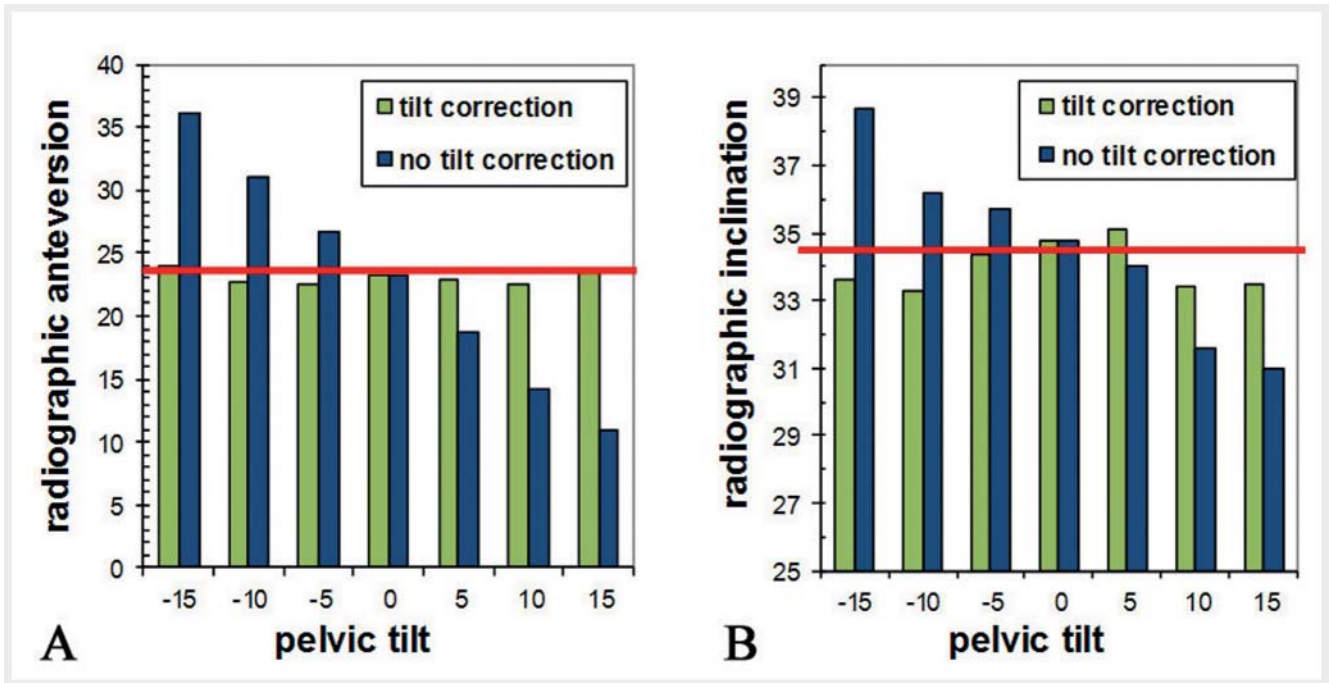 40
35
30
25
20
15
10
5
0
radiographic anteversion
tilt correction
no tilt correction
-15 -10 -5 0 5 10 15
pelvic tilt
A
39
37
35
33
31
29
27
25
radiographic inclination
tilt correction
no tilt correction
-15 -10 -5 0 5 10 15
pelvic tilt
B